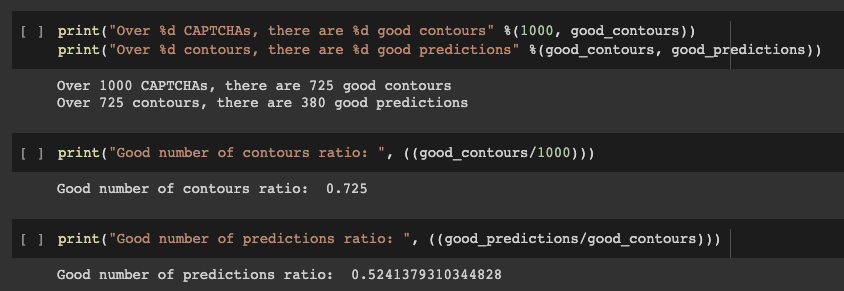 [ ] print("Over %d CAPTCHAs, there are %d good contours" %(1000, good_contours))
print("Over %d contours, there are %d good predictions" %(good_contours, good_predictions))
Over 1000 CAPTCHAs, there are 725 good contours
Over 725 contours, there are 380 good predictions
[ ] print("Good number of contours ratio: ", ((good_contours/1000)))
Good number of contours ratio:  0.725
[ ] print("Good number of predictions ratio: ", ((good_predictions/good_contours)))
Good number of predictions ratio:  0.5241379310344828